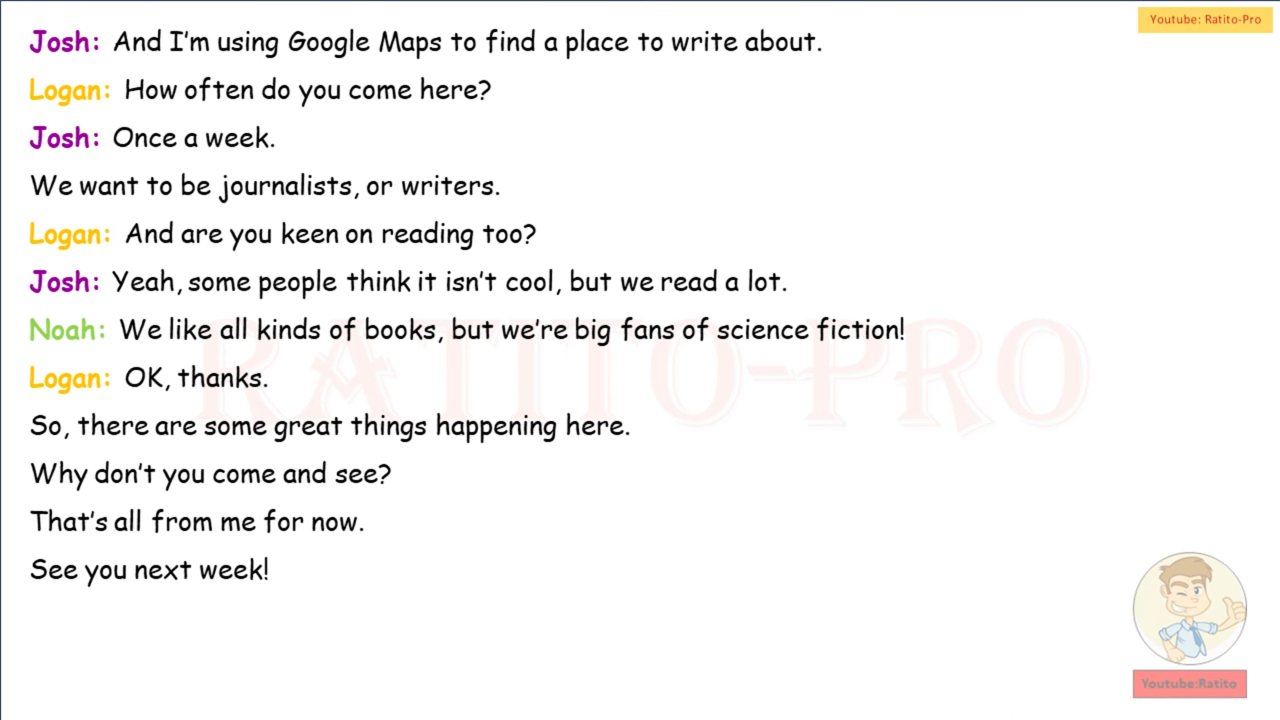 Youtube: Ratito-Pro
Josh: And I'm using Google Maps to find a place to write about.
Logan: How often do you come here?
Josh: Once a week.
We want to be journalists, or writers.
Logan: And are you keen on reading too?
Josh: Yeah, some people think it isn't cool, but we read a lot.
Noah: We like all kinds of books, but we're big fans of science fiction!
RATITO-PRO
Logan: OK, thanks.
So, there are some great things happening here.
Why don't you come and see?
That's all from me for now.
See you next week!
Youtube:Ratito